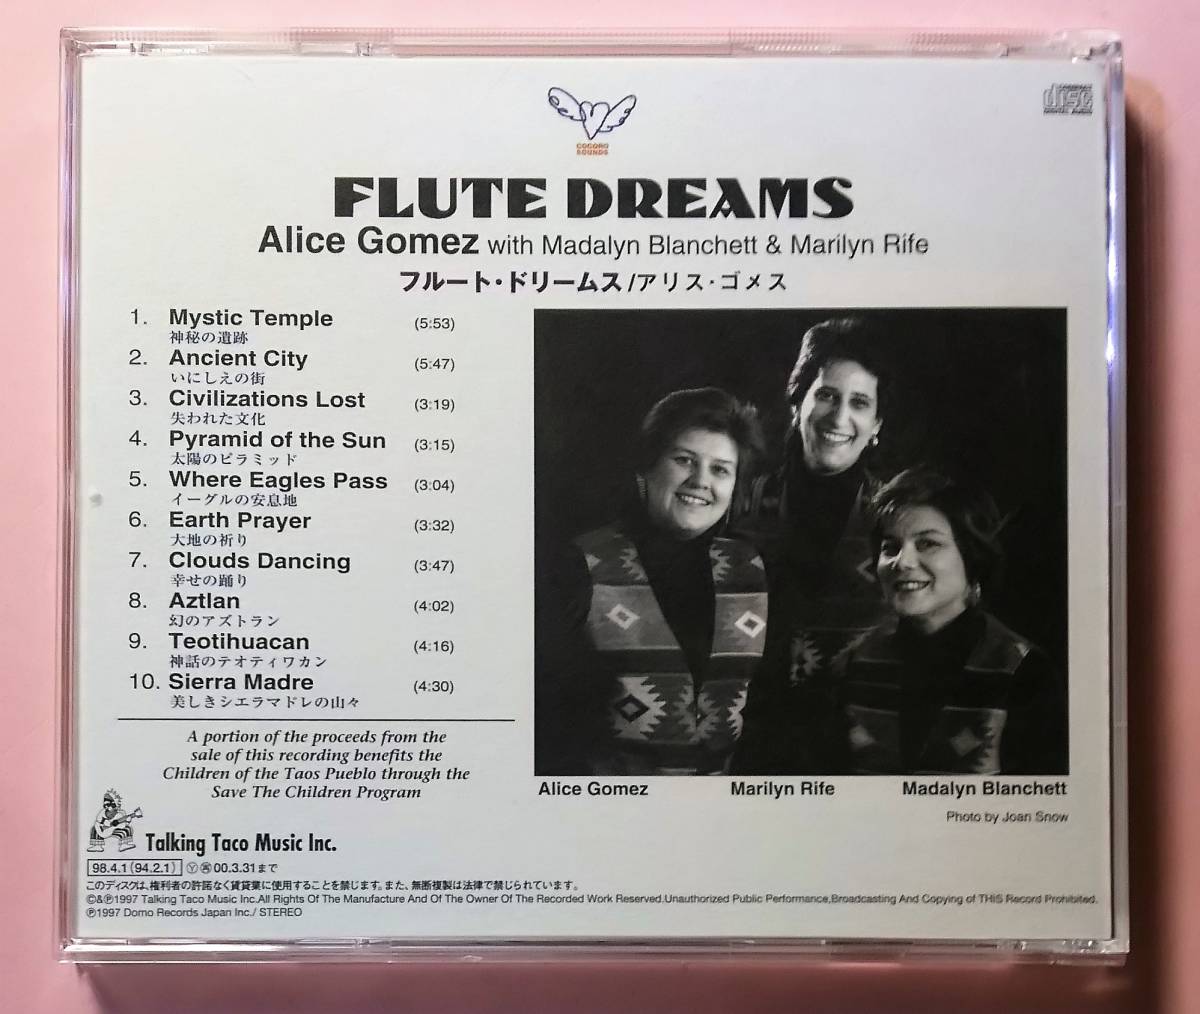 COCORO
SOUNDS
disc
FLUTE DREAMS
Alice Gomez with Madalyn Blanchett & Marilyn Rife
フルート・ドリームス/アリス・ゴメス
1. Mystic Temple (5:53)
神秘の遺跡
2. Ancient City (5:47)
いにしえの街
3. Civilizations Lost (3:19)
失われた文化
4. Pyramid of the Sun (3:15)
太陽のピラミッド
5. Where Eagles Pass (3:04)
イーグルの安息地
6. Earth Prayer (3:32)
大地の祈り
7. Clouds Dancing (3:47)
幸せの踊り
8. Aztlan (4:02)
幻のアズトラン
9. Teotihuacan (4:16)
神話のテオティワカン
10. Sierra Madre (4:30)
美しきシエラマドレの山々
A portion of the proceeds from the
sale of this recording benefits the
Children of the Taos Pueblo through the
Save The Children Program
Alice Gomez Marilyn Rife Madalyn Blanchett
Photo by Joan Snow
Talking Taco Music Inc.
98.4.1 (94.2.1) Ⓨ 00.3.31まで
このディスクは、権利者の許諾なく賃貸業に使用することを禁じます。また、無断複製は法律で禁じられています。
©&℗1997 Talking Taco Music Inc.All Rights Of The Manufacture And Of The Owner Of The Recorded Work Reserved.Unauthorized Public Performance,Broadcasting And Copying of THIS Record Prohibited.
℗1997 Domo Records Japan Inc./ STEREO